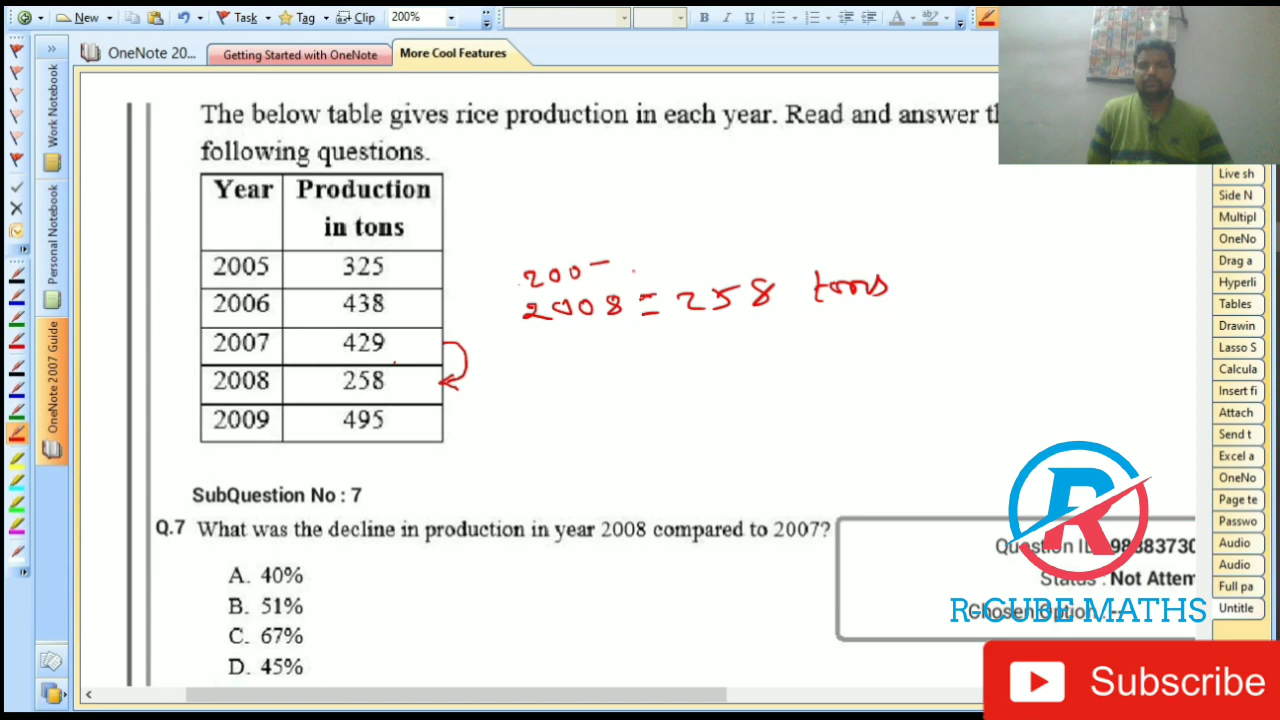 New Task Tag Clip 200% B I U A ab
OneNote 20... Getting Started with OneNote More Cool Features
Work Notebook
Personal Notebook
OneNote 2007 Guide
The below table gives rice production in each year. Read and answer th
following questions.
Year Production in tons
2005 325
2006 438
2007 429
2008 258
2009 495
200
2008 = 258 tons
SubQuestion No : 7
Q.7 What was the decline in production in year 2008 compared to 2007?
A. 40%
B. 51%
C. 67%
D. 45%
Status : Not Attem
Chosen Option : --
R CUBE MATHS
Subscribe
Live sh
Side N
Multipl
OneNo
Drag a
Hyperli
Tables
Drawin
Lasso S
Calcula
Insert fi
Attach
Send t
Excel a
OneNo
Page te
Passwo
Audio
Audio
Full pa
Untitle